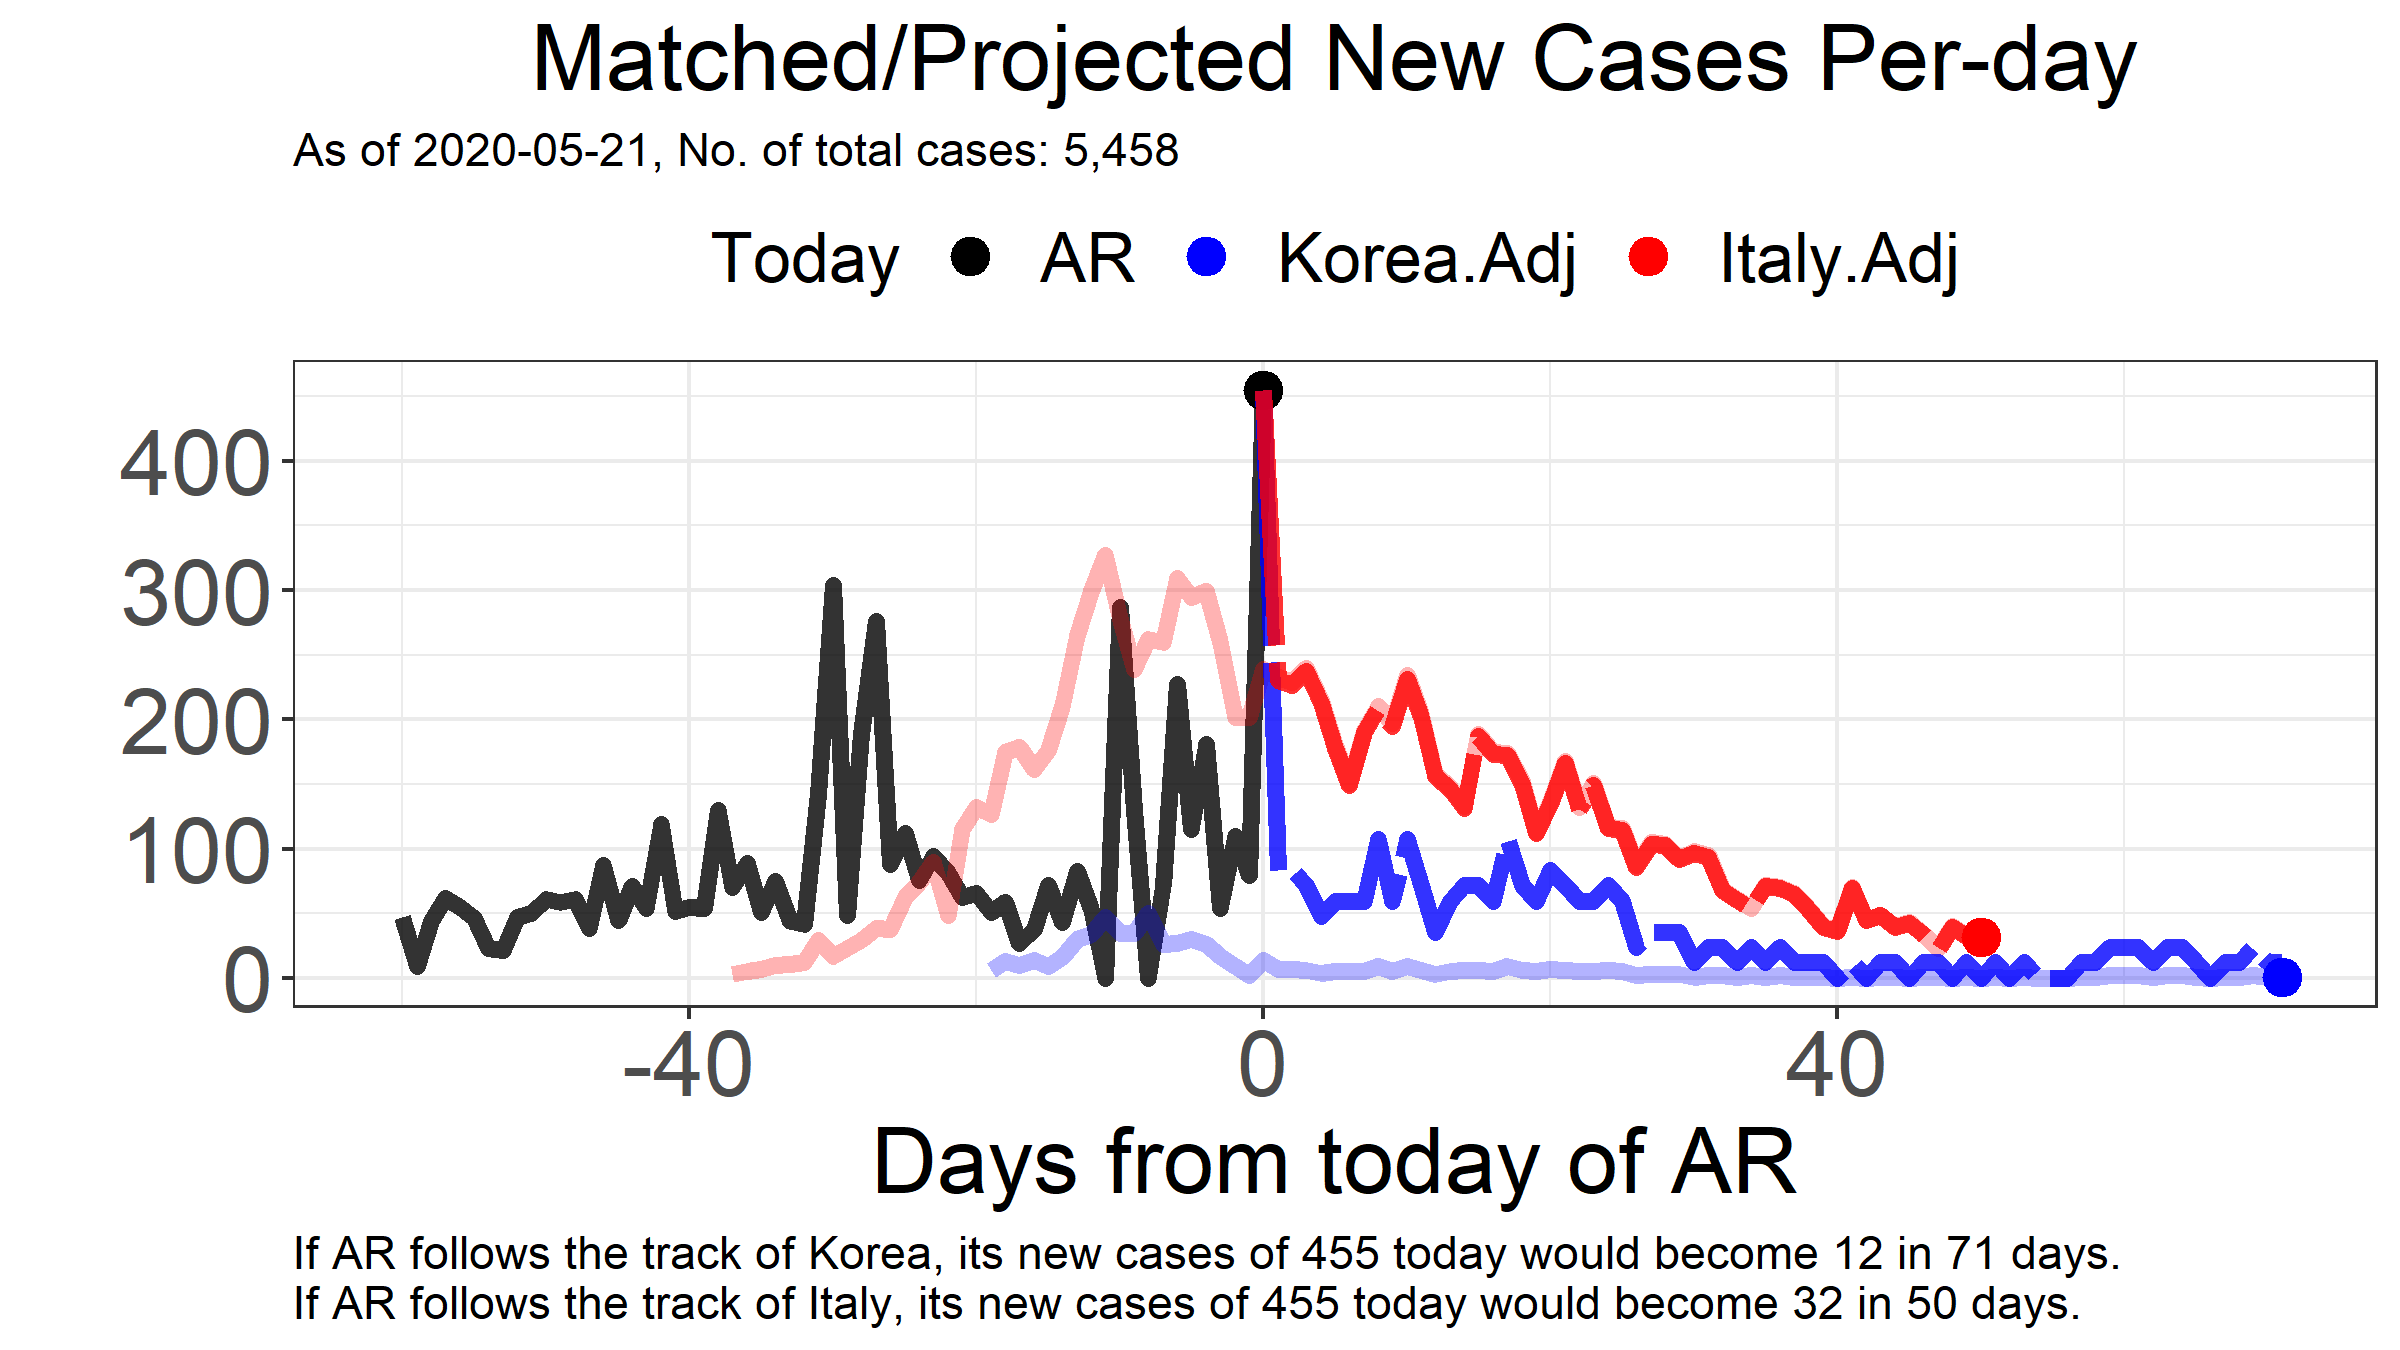 Matched/Projected New Cases Per-day
As of 2020-05-21, No. of total cases: 5,458
Today AR Korea.Adj Italy.Adj
400
300
200
100
0
-40 0 40
Days from today of AR
If AR follows the track of Korea, its new cases of 455 today would become 12 in 71 days.
If AR follows the track of Italy, its new cases of 455 today would become 32 in 50 days.